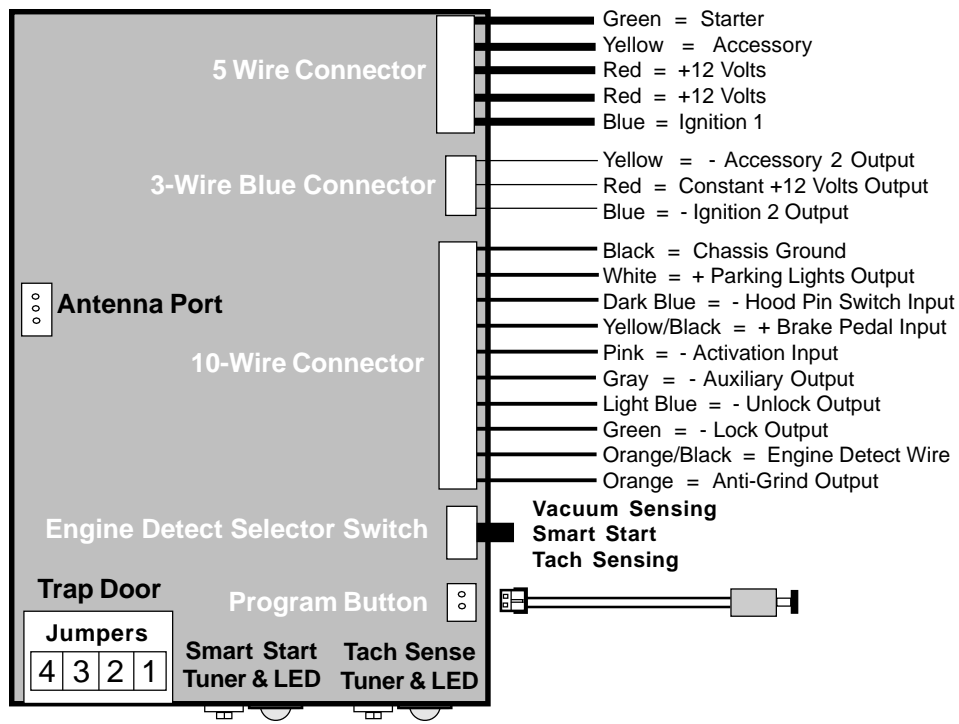 5 Wire Connector
Green = Starter
Yellow = Accessory
Red = +12 Volts
Red = +12 Volts
Blue = Ignition 1
3-Wire Blue Connector
Yellow = - Accessory 2 Output
Red = Constant +12 Volts Output
Blue = - Ignition 2 Output
Antenna Port
10-Wire Connector
Black = Chassis Ground
White = + Parking Lights Output
Dark Blue = - Hood Pin Switch Input
Yellow/Black = + Brake Pedal Input
Pink = - Activation Input
Gray = - Auxiliary Output
Light Blue = - Unlock Output
Green = - Lock Output
Orange/Black = Engine Detect Wire
Orange = Anti-Grind Output
Engine Detect Selector Switch
Vacuum Sensing
Smart Start
Tach Sensing
Program Button
Trap Door
Jumpers
4 3 2 1
Smart Start
Tuner & LED
Tach Sense
Tuner & LED